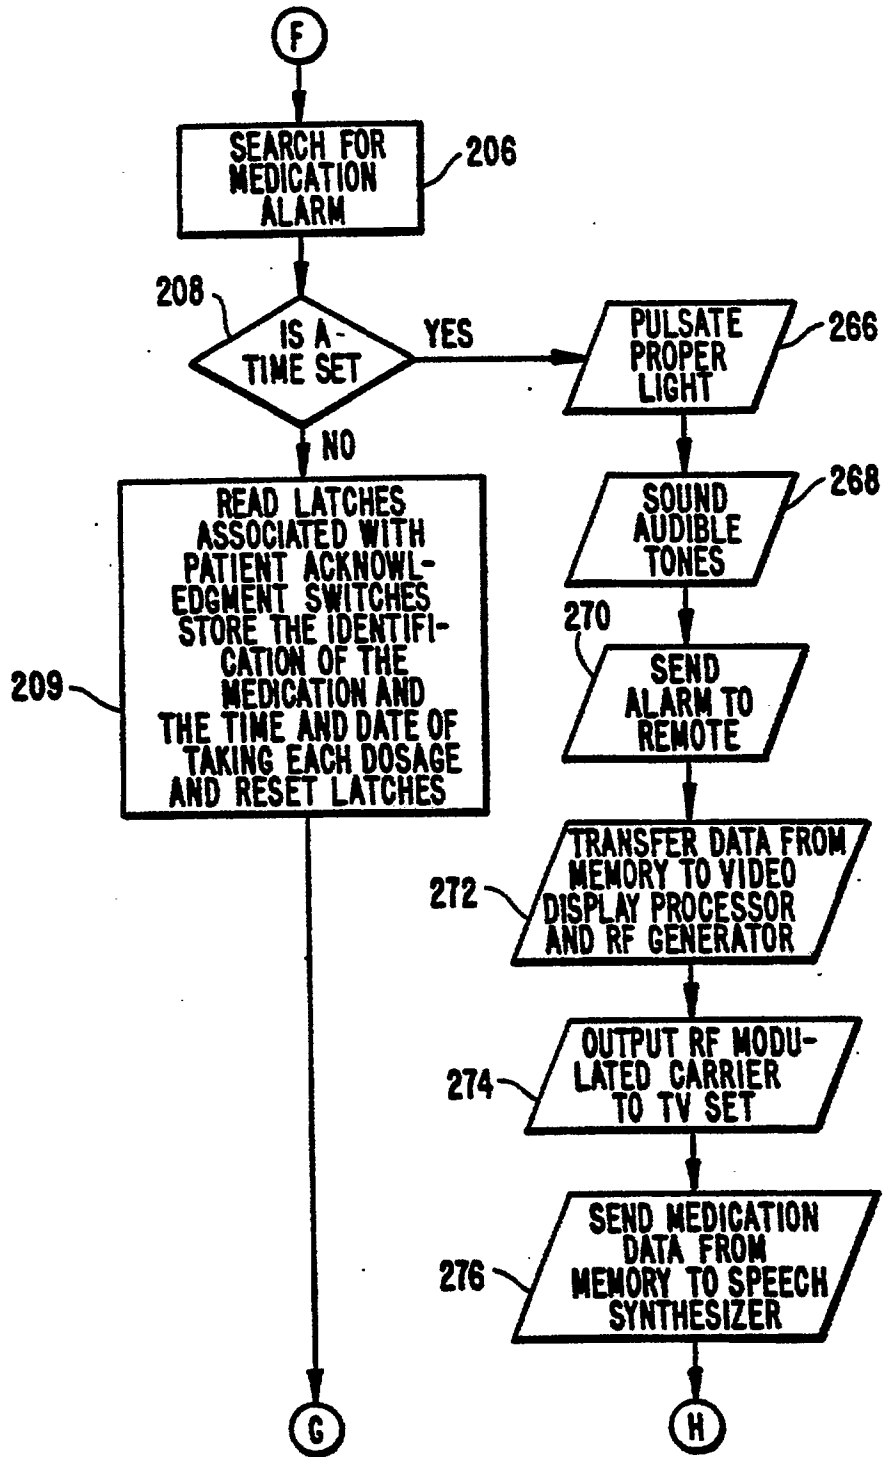 F
SEARCH FOR
MEDICATION
ALARM
206
208
IS A-
TIME SET
YES
NO
READ LATCHES
ASSOCIATED WITH
PATIENT ACKNOWL-
EDGMENT SWITCHES
STORE THE IDENTIFI-
CATION OF THE
MEDICATION AND
THE TIME AND DATE OF
TAKING EACH DOSAGE
AND RESET LATCHES
209
G
PULSATE
PROPER
LIGHT
266
SOUND
AUDIBLE
TONES
268
270
SEND
ALARM TO
REMOTE
TRANSFER DATA FROM
MEMORY TO VIDEO
DISPLAY PROCESSOR
AND RF GENERATOR
272
OUTPUT RF MODU-
LATED CARRIER
TO TV SET
274
SEND MEDICATION
DATA FROM
MEMORY TO SPEECH
SYNTHESIZER
276
H